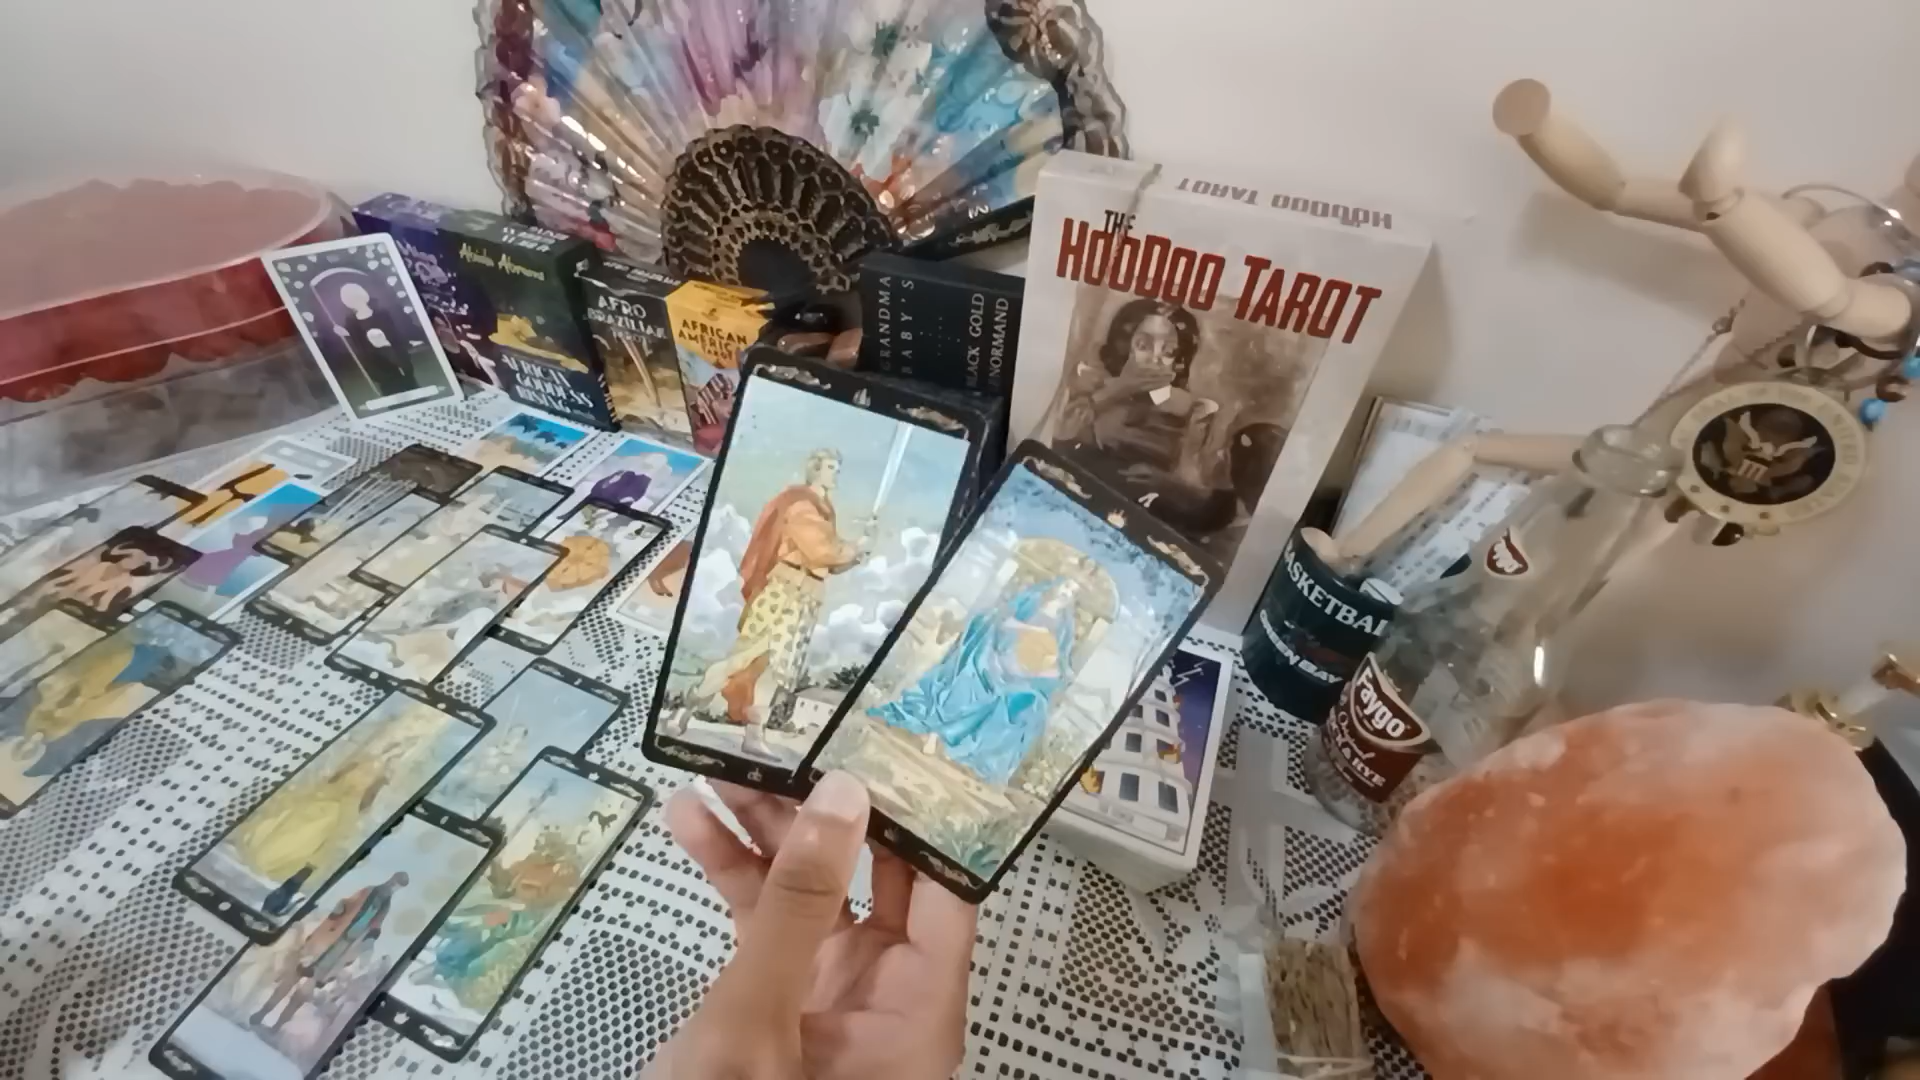 HOODOO TAROT
THE
HOODOO TAROT
Abiola Abrams
AFRICAN
GODDESS
RISING
AFRO
BRAZILIAN
TAROT
AFRICAN
AMERICAN
TAROT
GRANDMA
BABY'S
BLACK GOLD
LENORMAND
BASKETBALL
GREEN BAY
Faygo
Faygo